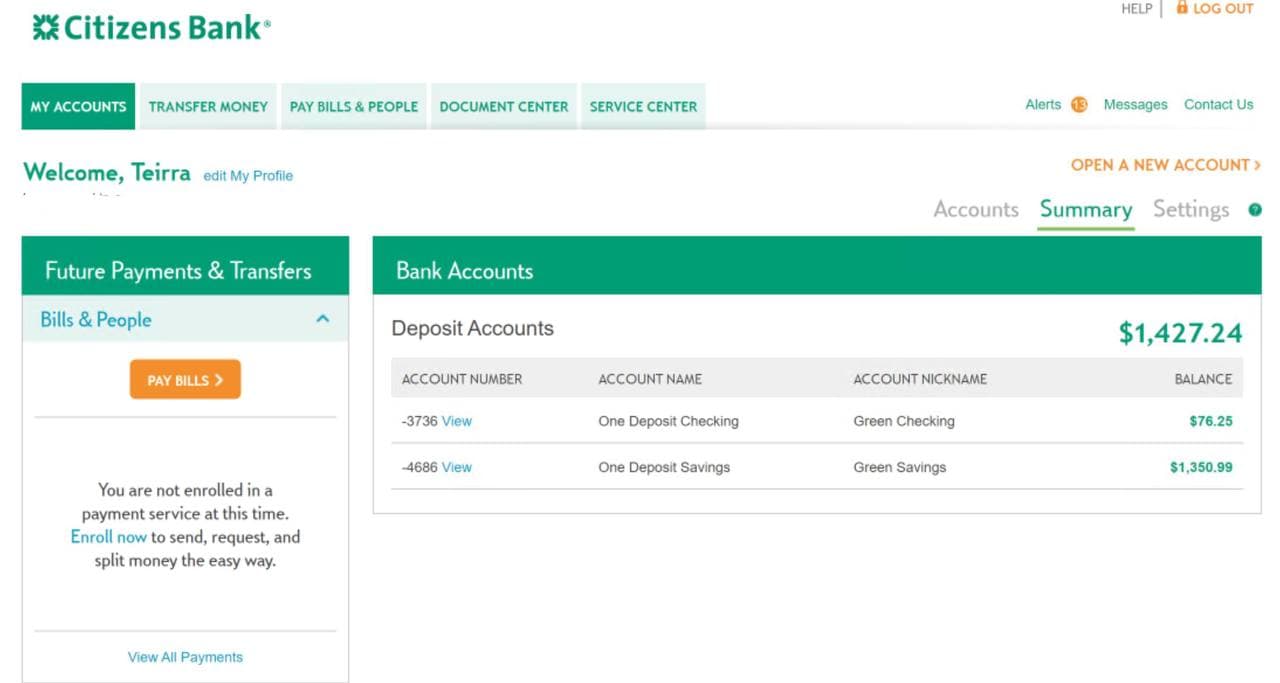 Citizens Bank®
HELP | LOG OUT
MY ACCOUNTS TRANSFER MONEY PAY BILLS & PEOPLE DOCUMENT CENTER SERVICE CENTER
Alerts 13 Messages Contact Us
Welcome, Teirra edit My Profile
OPEN A NEW ACCOUNT >
Accounts Summary Settings ?
Future Payments & Transfers
Bills & People
PAY BILLS >
You are not enrolled in a
payment service at this time.
Enroll now to send, request, and
split money the easy way.
View All Payments
Bank Accounts
Deposit Accounts $1,427.24
ACCOUNT NUMBER ACCOUNT NAME ACCOUNT NICKNAME BALANCE
-3736 View One Deposit Checking Green Checking $76.25
-4686 View One Deposit Savings Green Savings $1,350.99